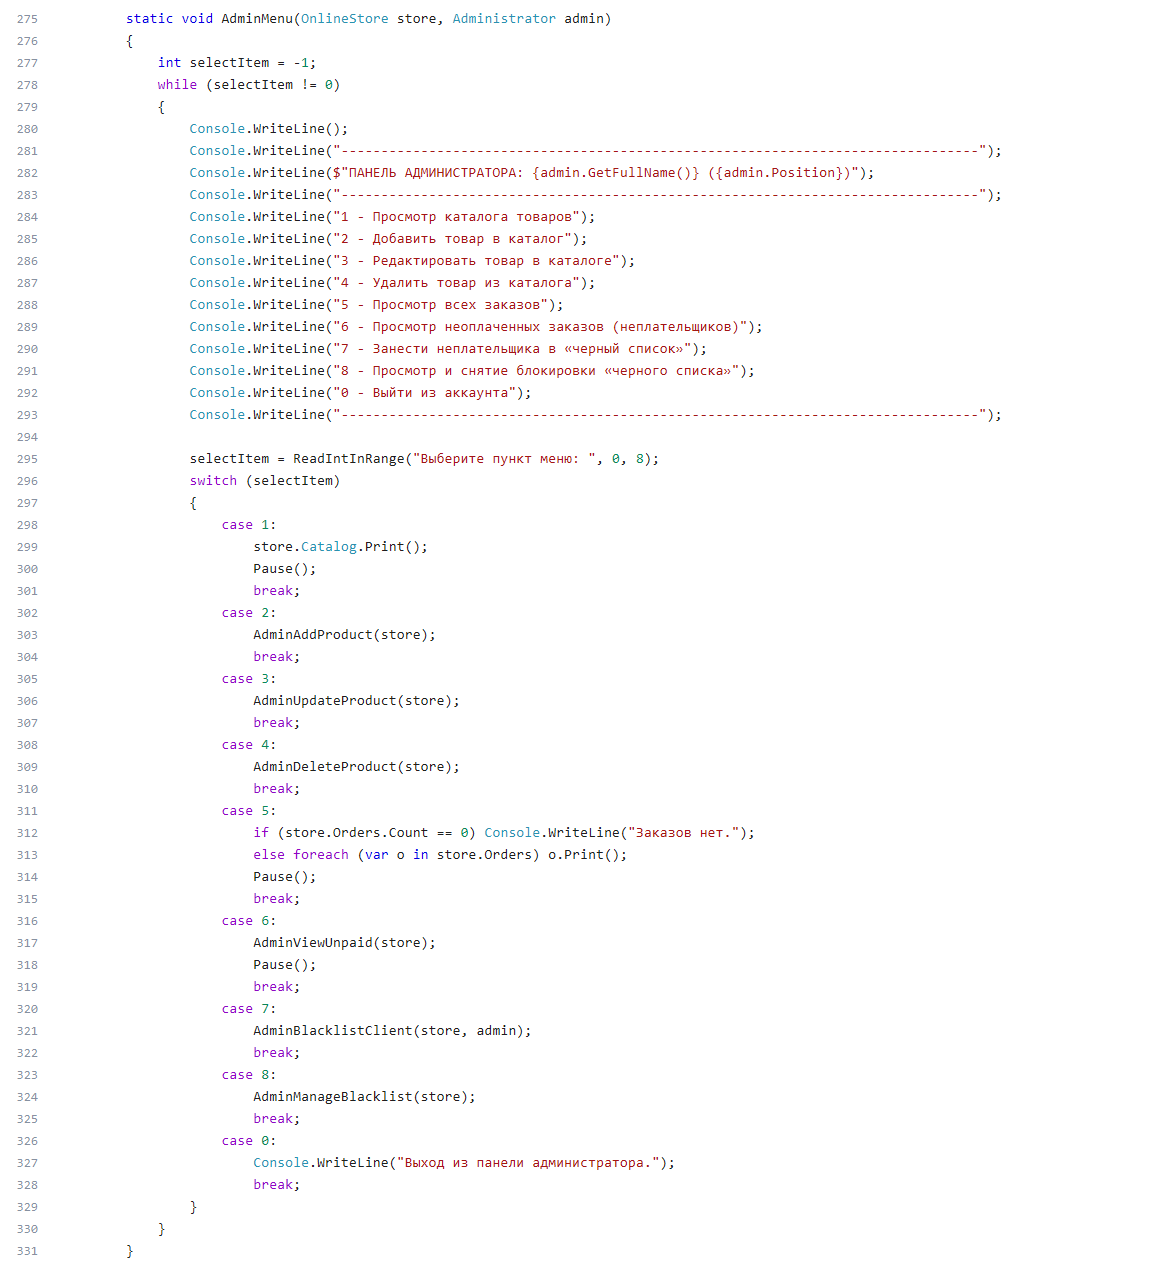 275 static void AdminMenu(OnlineStore store, Administrator admin)
276 {
277 int selectItem = -1;
278 while (selectItem != 0)
279 {
280 Console.WriteLine();
281 Console.WriteLine("--------------------------------------------------------------------------------");
282 Console.WriteLine($"ПАНЕЛЬ АДМИНИСТРАТОРА: {admin.GetFullName()} ({admin.Position})");
283 Console.WriteLine("--------------------------------------------------------------------------------");
284 Console.WriteLine("1 - Просмотр каталога товаров");
285 Console.WriteLine("2 - Добавить товар в каталог");
286 Console.WriteLine("3 - Редактировать товар в каталоге");
287 Console.WriteLine("4 - Удалить товар из каталога");
288 Console.WriteLine("5 - Просмотр всех заказов");
289 Console.WriteLine("6 - Просмотр неоплаченных заказов (неплательщиков)");
290 Console.WriteLine("7 - Занести неплательщика в «черный список»");
291 Console.WriteLine("8 - Просмотр и снятие блокировки «черного списка»");
292 Console.WriteLine("0 - Выйти из аккаунта");
293 Console.WriteLine("--------------------------------------------------------------------------------");
294
295 selectItem = ReadIntInRange("Выберите пункт меню: ", 0, 8);
296 switch (selectItem)
297 {
298 case 1:
299 store.Catalog.Print();
300 Pause();
301 break;
302 case 2:
303 AdminAddProduct(store);
304 break;
305 case 3:
306 AdminUpdateProduct(store);
307 break;
308 case 4:
309 AdminDeleteProduct(store);
310 break;
311 case 5:
312 if (store.Orders.Count == 0) Console.WriteLine("Заказов нет.");
313 else foreach (var o in store.Orders) o.Print();
314 Pause();
315 break;
316 case 6:
317 AdminViewUnpaid(store);
318 Pause();
319 break;
320 case 7:
321 AdminBlacklistClient(store, admin);
322 break;
323 case 8:
324 AdminManageBlacklist(store);
325 break;
326 case 0:
327 Console.WriteLine("Выход из панели администратора.");
328 break;
329 }
330 }
331 }